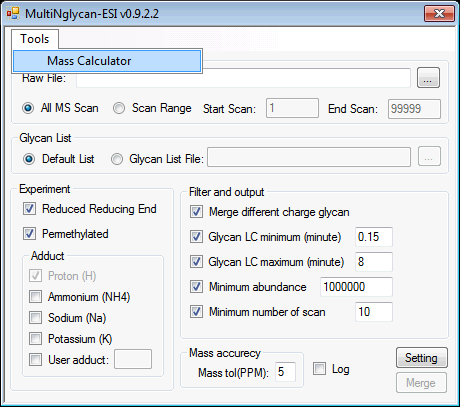 MultiNglycan-ESI v0.9.2.2
Tools
Mass Calculator
Raw File: ...
All MS Scan Scan Range Start Scan: 1 End Scan: 99999
Glycan List
Default List Glycan List File: ...
Experiment
Reduced Reducing End
Permethylated
Adduct
Proton (H)
Ammonium (NH4)
Sodium (Na)
Potassium (K)
User adduct:
Filter and output
Merge different charge glycan
Glycan LC minimum (minute) 0.15
Glycan LC maximum (minute) 8
Minimum abundance 1000000
Minimum number of scan 10
Mass accurecy
Mass tol(PPM): 5
Log
Setting
Merge